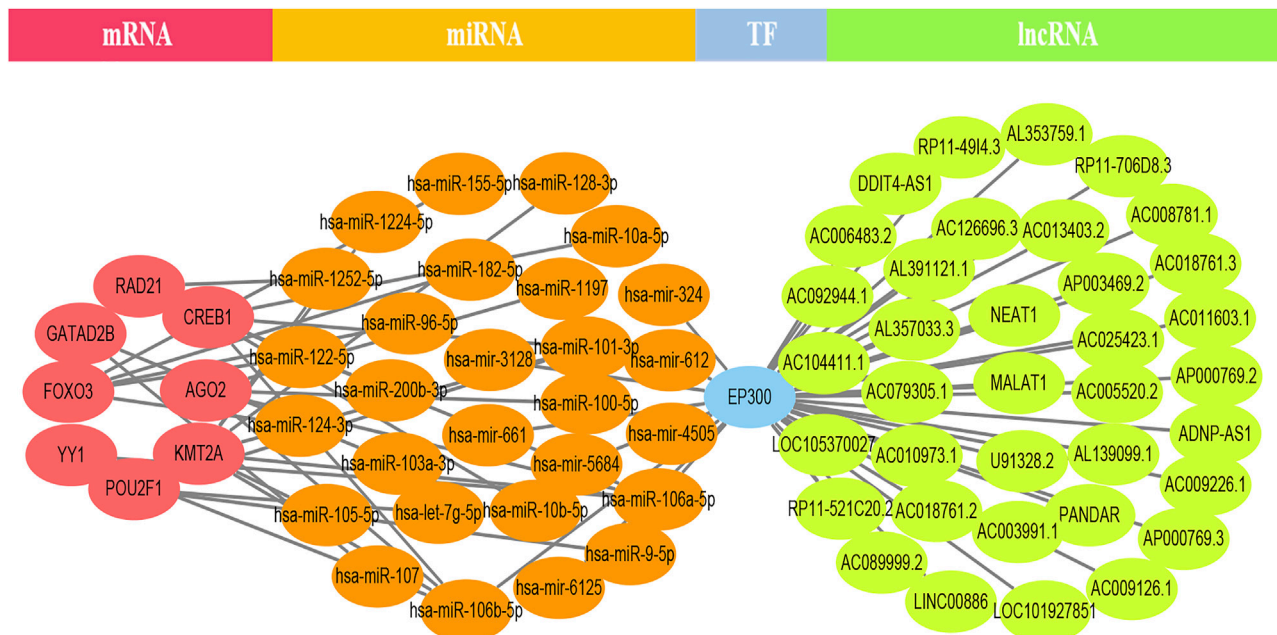 mRNA
miRNA
TF
lncRNA
RAD21
CREB1
GATAD2B
FOXO3
AGO2
YY1
KMT2A
POU2F1
hsa-miR-155-5p
hsa-miR-128-3p
hsa-miR-1224-5p
hsa-miR-10a-5p
hsa-miR-1252-5p
hsa-miR-182-5p
hsa-miR-1197
hsa-mir-324
hsa-miR-96-5p
hsa-miR-122-5p
hsa-mir-3128
hsa-miR-101-3p
hsa-mir-612
hsa-miR-200b-3p
hsa-miR-100-5p
hsa-miR-124-3p
hsa-mir-661
hsa-mir-4505
hsa-miR-103a-3p
hsa-mir-5684
hsa-miR-106a-5p
hsa-miR-105-5p
hsa-let-7g-5p
hsa-miR-10b-5p
hsa-miR-9-5p
hsa-miR-107
hsa-mir-6125
hsa-miR-106b-5p
EP300
AL353759.1
RP11-49I4.3
RP11-706D8.3
DDIT4-AS1
AC008781.1
AC006483.2
AC126696.3
AC013403.2
AC018761.3
AL391121.1
AP003469.2
AC092944.1
NEAT1
AC011603.1
AL357033.3
AC025423.1
AC104411.1
AP000769.2
AC079305.1
MALAT1
AC005520.2
ADNP-AS1
LOC105370027
AC010973.1
U91328.2
AL139099.1
AC009226.1
RP11-521C20.2
AC018761.2
AC003991.1
PANDAR
AP000769.3
AC089999.2
AC009126.1
LINC00886
LOC101927851